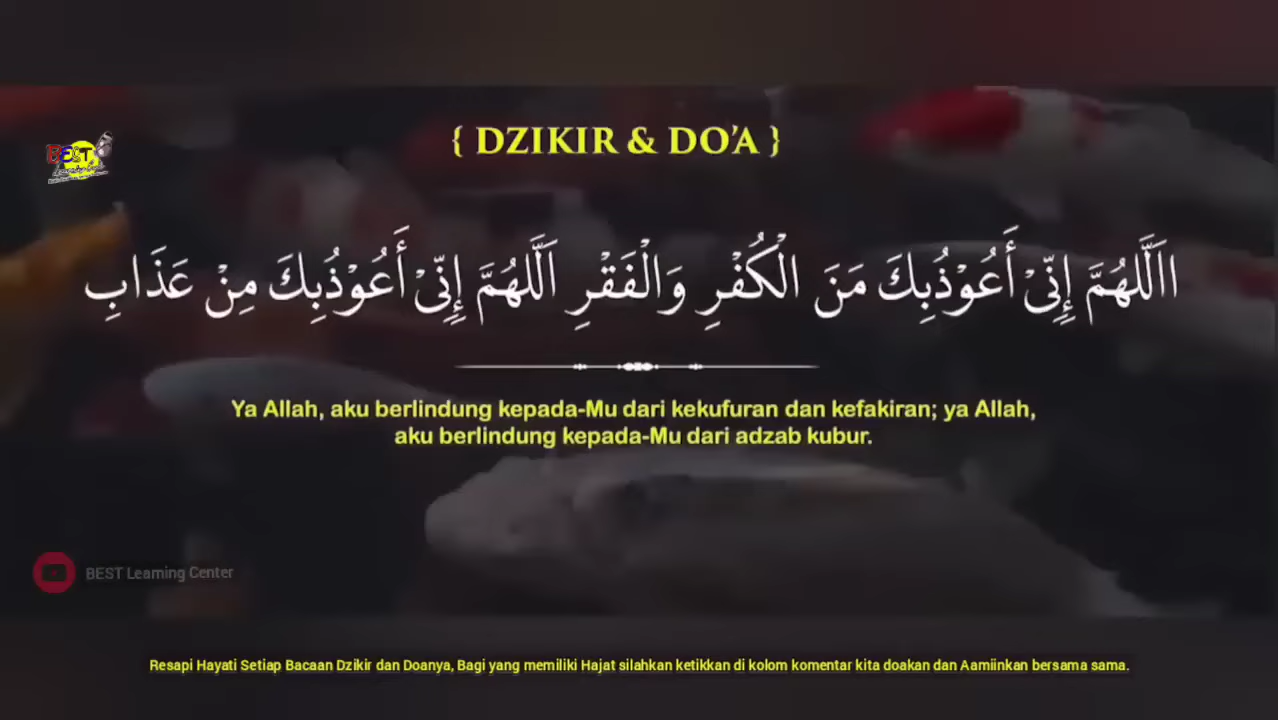 { DZIKIR & DO’A }
BEST
ااَللَّهُمَّ إِنِّىْ أَعُوْذُبِكَ مَنَ الْكُفْرِ وَالْفَقْرِ اَللَّهُمَّ إِنِّىْ أَعُوْذُبِكَ مِنْ عَذَابِ
Ya Allah, aku berlindung kepada-Mu dari kekufuran dan kefakiran; ya Allah,
aku berlindung kepada-Mu dari adzab kubur.
BEST Learning Center
Resapi Hayati Setiap Bacaan Dzikir dan Doanya, Bagi yang memiliki Hajat silahkan ketikkan di kolom komentar kita doakan dan Aamiinkan bersama sama.